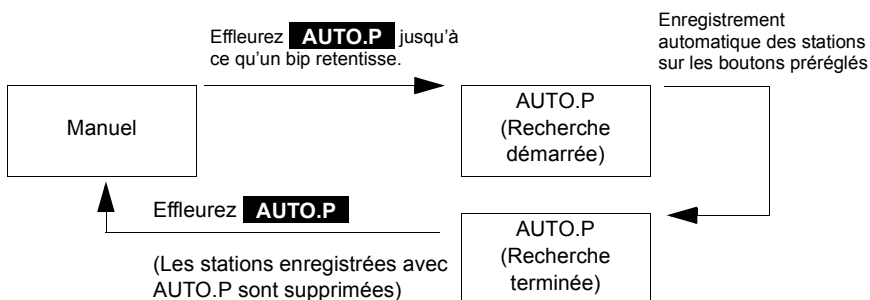 Effleurez AUTO.P jusqu'à
ce qu'un bip retentisse.
Enregistrement
automatique des stations
sur les boutons préréglés
Manuel
AUTO.P
(Recherche
démarrée)
Effleurez AUTO.P
(Les stations enregistrées avec
AUTO.P sont supprimées)
AUTO.P
(Recherche
terminée)